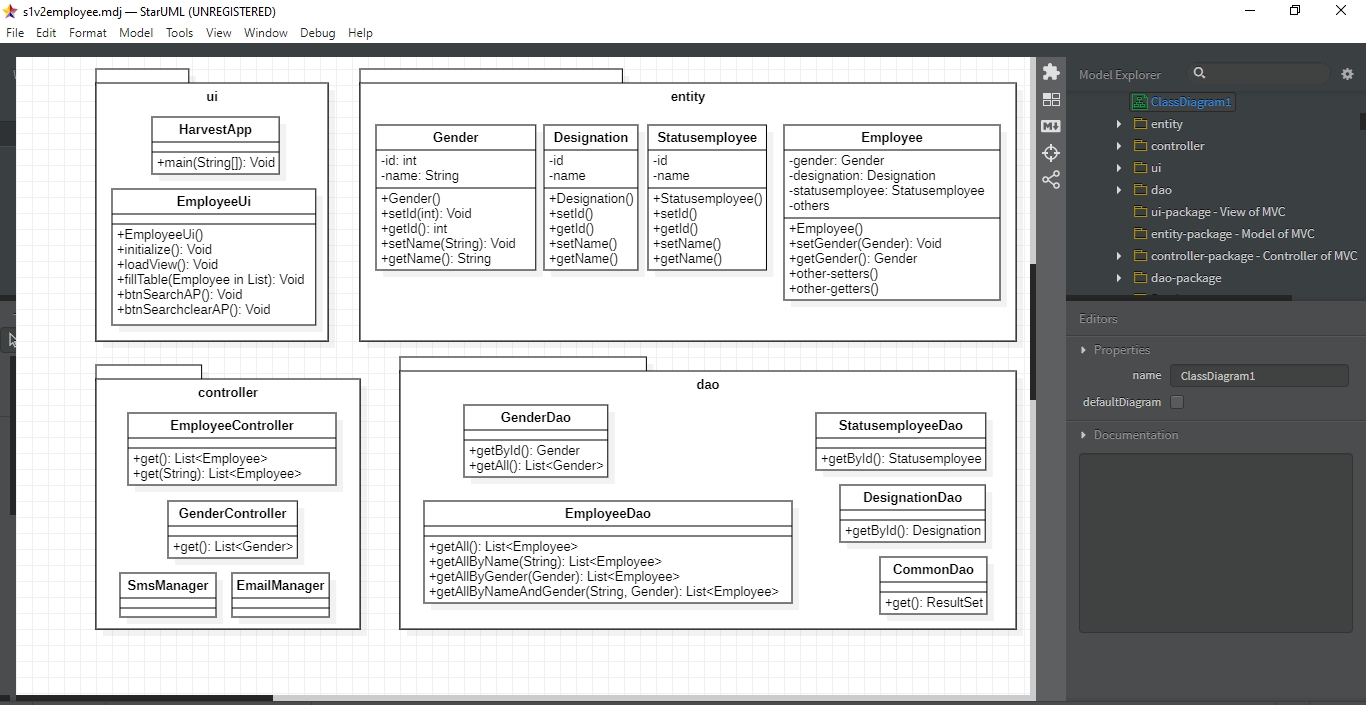 s1v2employee.mdj — StarUML (UNREGISTERED)
File Edit Format Model Tools View Window Debug Help
ui
HarvestApp
+main(String[]): Void
EmployeeUi
+EmployeeUi()
+initialize(): Void
+loadView(): Void
+fillTable(Employee in List): Void
+btnSearchAP(): Void
+btnSearchclearAP(): Void
entity
Gender
-id: int
-name: String
+Gender()
+setId(int): Void
+getId(): int
+setName(String): Void
+getName(): String
Designation
-id
-name
+Designation()
+setId()
+getId()
+setName()
+getName()
Statusemployee
-id
-name
+Statusemployee()
+setId()
+getId()
+setName()
+getName()
Employee
-gender: Gender
-designation: Designation
-statusemployee: Statusemployee
-others
+Employee()
+setGender(Gender): Void
+getGender(): Gender
+other-setters()
+other-getters()
controller
EmployeeController
+get(): List<Employee>
+get(String): List<Employee>
GenderController
+get(): List<Gender>
SmsManager
EmailManager
dao
GenderDao
+getById(): Gender
+getAll(): List<Gender>
EmployeeDao
+getAll(): List<Employee>
+getAllByName(String): List<Employee>
+getAllByGender(Gender): List<Employee>
+getAllByNameAndGender(String, Gender): List<Employee>
StatusemployeeDao
+getById(): Statusemployee
DesignationDao
+getById(): Designation
CommonDao
+get(): ResultSet
M
Model Explorer
ClassDiagram1
entity
controller
ui
dao
ui-package - View of MVC
entity-package - Model of MVC
controller-package - Controller of MVC
dao-package
Editors
Properties
name ClassDiagram1
defaultDiagram
Documentation